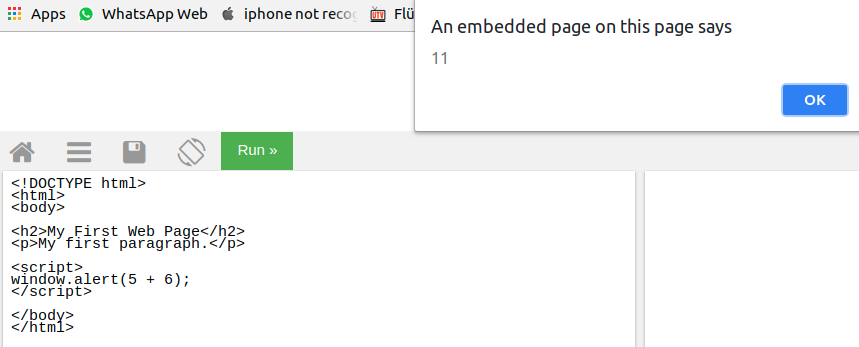 Apps WhatsApp Web iphone not recog Flü
An embedded page on this page says
11
OK
Run »
<!DOCTYPE html>
<html>
<body>
<h2>My First Web Page</h2>
<p>My first paragraph.</p>
<script>
window.alert(5 + 6);
</script>
</body>
</html>